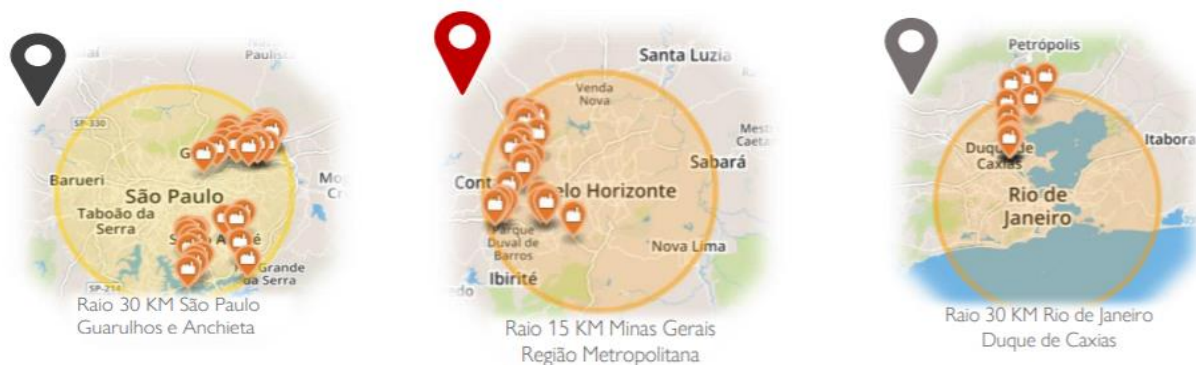 SP-330
Barueri
São Paulo
Taboão da
Serra
Grande
da Serra
SP-214
Raio 30 KM São Paulo
Guarulhos e Anchieta
Santa Luzia
Venda
Nova
Sabará
elo Horizonte
Parque
Duval de
Barros
Nova Lima
Ibirité
Raio 15 KM Minas Gerais
Região Metropolitana
Petrópolis
Itabora
Duque de
Caxias
Rio de
Janeiro
Raio 30 KM Rio de Janeiro
Duque de Caxias